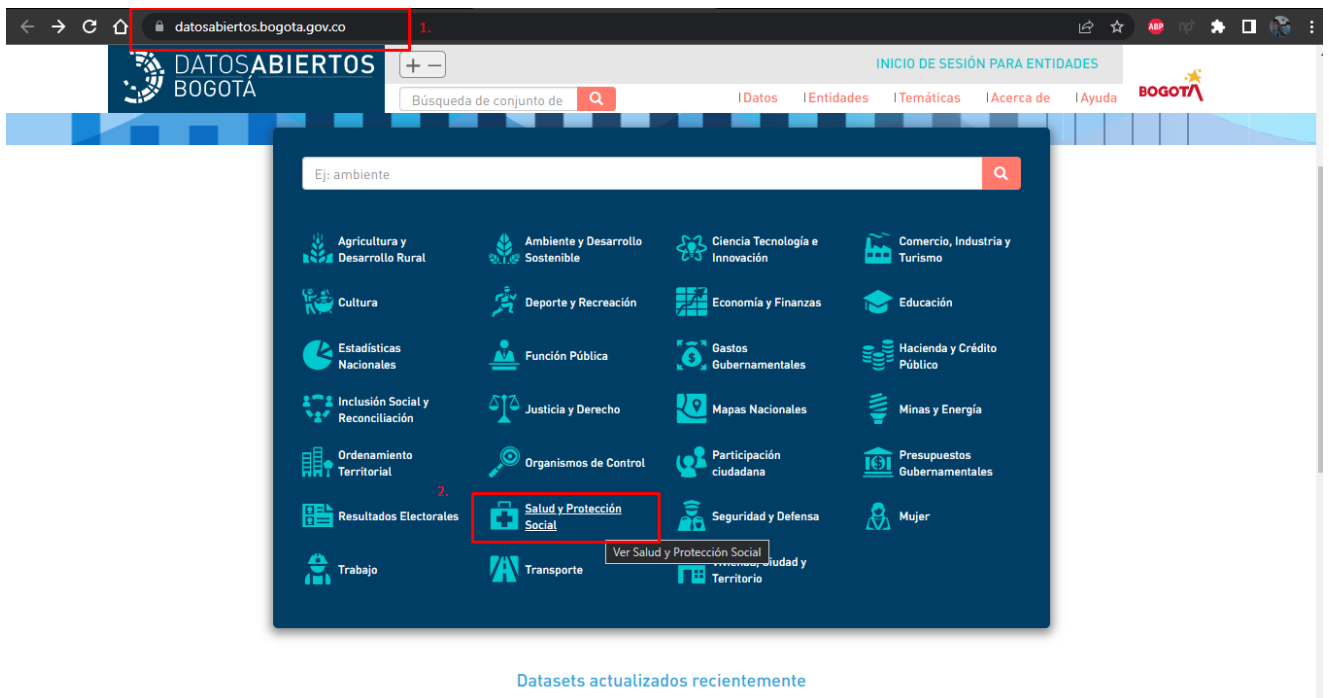 datosabiertos.bogota.gov.co
1.
ABP
DATOSABIERTOS
BOGOTÁ
+ −
INICIO DE SESIÓN PARA ENTIDADES
Búsqueda de conjunto de
|Datos |Entidades |Temáticas |Acerca de |Ayuda
BOGOTÁ
Ej: ambiente
Agricultura y
Desarrollo Rural
Ambiente y Desarrollo
Sostenible
Ciencia Tecnología e
Innovación
Comercio, Industria y
Turismo
Cultura
Deporte y Recreación
Economía y Finanzas
Educación
Estadísticas
Nacionales
Función Pública
Gastos
Gubernamentales
Hacienda y Crédito
Público
Inclusión Social y
Reconciliación
Justicia y Derecho
Mapas Nacionales
Minas y Energía
Ordenamiento
Territorial
Organismos de Control
Participación
ciudadana
Presupuestos
Gubernamentales
2.
Resultados Electorales
Salud y Protección
Social
Seguridad y Defensa
Mujer
Ver Salud y Protección Social
Trabajo
Transporte
Vivienda, Ciudad y
Territorio
Datasets actualizados recientemente